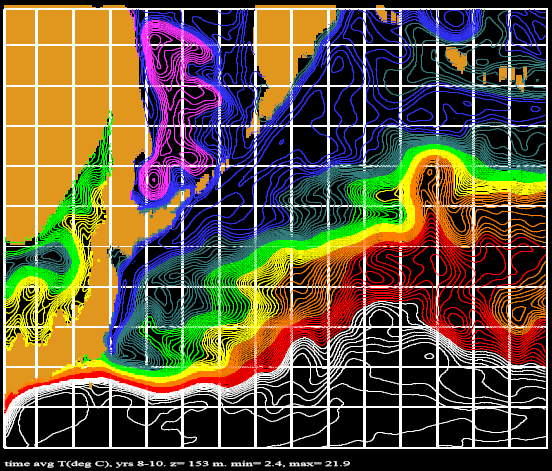 time avg T(deg C), yrs 8-10. z= 153 m. min= 2.4, max= 21.9